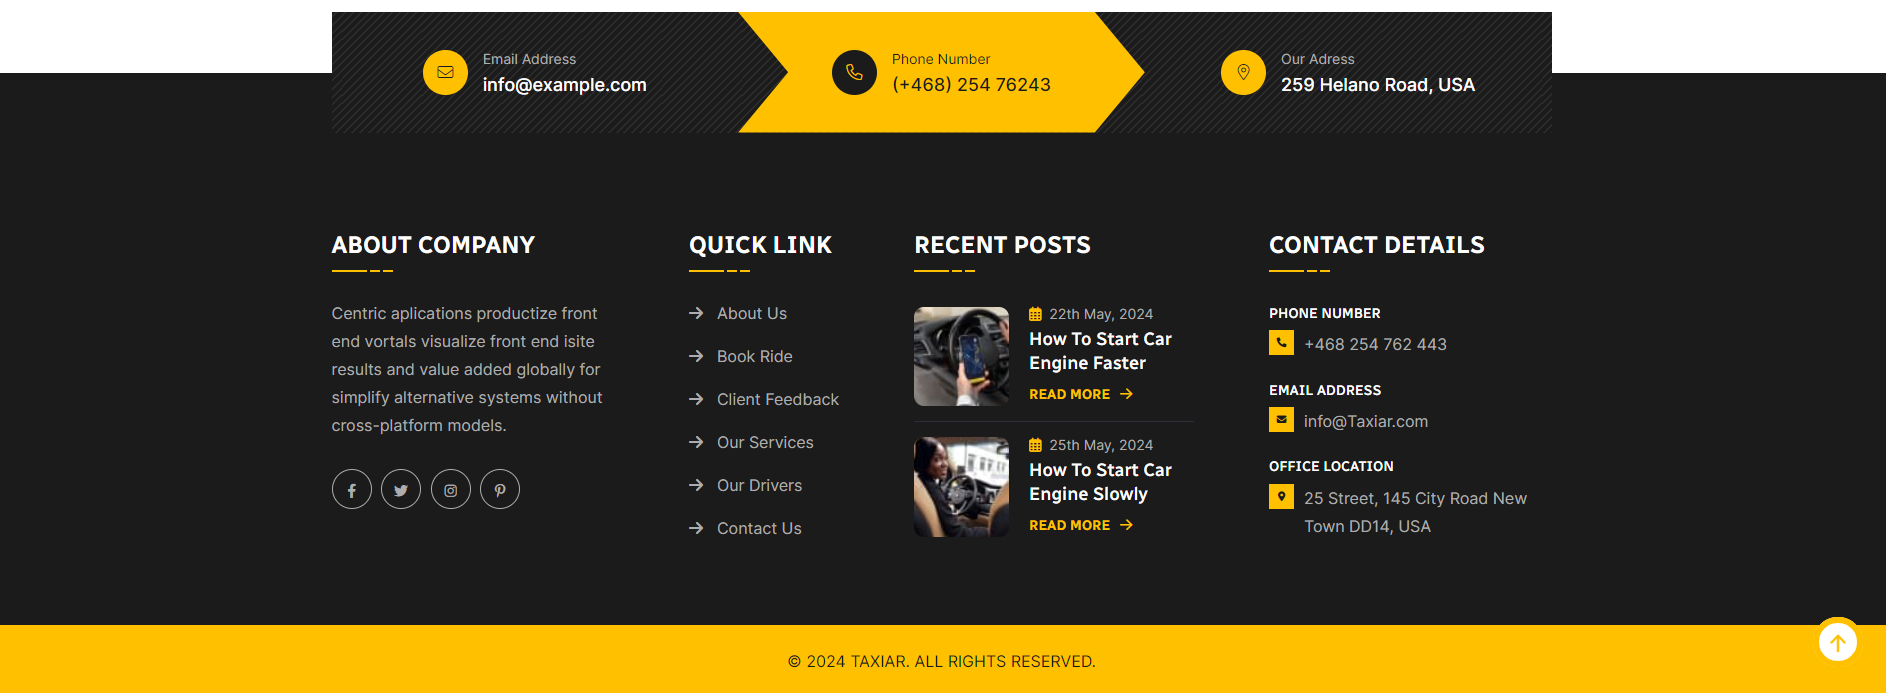 Email Address
info@example.com
Phone Number
(+468) 254 76243
Our Adress
259 Helano Road, USA
ABOUT COMPANY
Centric aplications productize front
end vortals visualize front end isite
results and value added globally for
simplify alternative systems without
cross-platform models.
QUICK LINK
About Us
Book Ride
Client Feedback
Our Services
Our Drivers
Contact Us
RECENT POSTS
22th May, 2024
How To Start Car
Engine Faster
READ MORE
25th May, 2024
How To Start Car
Engine Slowly
READ MORE
CONTACT DETAILS
PHONE NUMBER
+468 254 762 443
EMAIL ADDRESS
info@Taxiar.com
OFFICE LOCATION
25 Street, 145 City Road New
Town DD14, USA
© 2024 TAXIAR. ALL RIGHTS RESERVED.